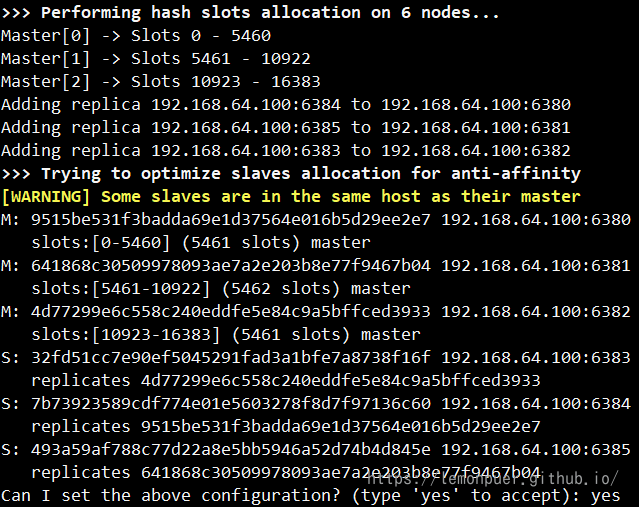 >>> Performing hash slots allocation on 6 nodes...
Master[0] -> Slots 0 - 5460
Master[1] -> Slots 5461 - 10922
Master[2] -> Slots 10923 - 16383
Adding replica 192.168.64.100:6384 to 192.168.64.100:6380
Adding replica 192.168.64.100:6385 to 192.168.64.100:6381
Adding replica 192.168.64.100:6383 to 192.168.64.100:6382
>>> Trying to optimize slaves allocation for anti-affinity
[WARNING] Some slaves are in the same host as their master
M: 9515be531f3badda69e1d37564e016b5d29ee2e7 192.168.64.100:6380
slots:[0-5460] (5461 slots) master
M: 641868c30509978093ae7a2e203b8e77f9467b04 192.168.64.100:6381
slots:[5461-10922] (5462 slots) master
M: 4d77299e6c558c240eddfe5e84c9a5bffced3933 192.168.64.100:6382
slots:[10923-16383] (5461 slots) master
S: 32fd51cc7e90ef5045291fad3a1bfe7a8738f16f 192.168.64.100:6383
replicates 4d77299e6c558c240eddfe5e84c9a5bffced3933
S: 7b73923589cdf774e01e5603278f8d7f97136c60 192.168.64.100:6384
replicates 9515be531f3badda69e1d37564e016b5d29ee2e7
S: 493a59af788c77d22a8e5bb5946a52d74b4d845e 192.168.64.100:6385
replicates 641868c30509978093ae7a2e203b8e77f9467b04
https://lemonpuer.github.io/
Can I set the above configuration? (type 'yes' to accept): yes